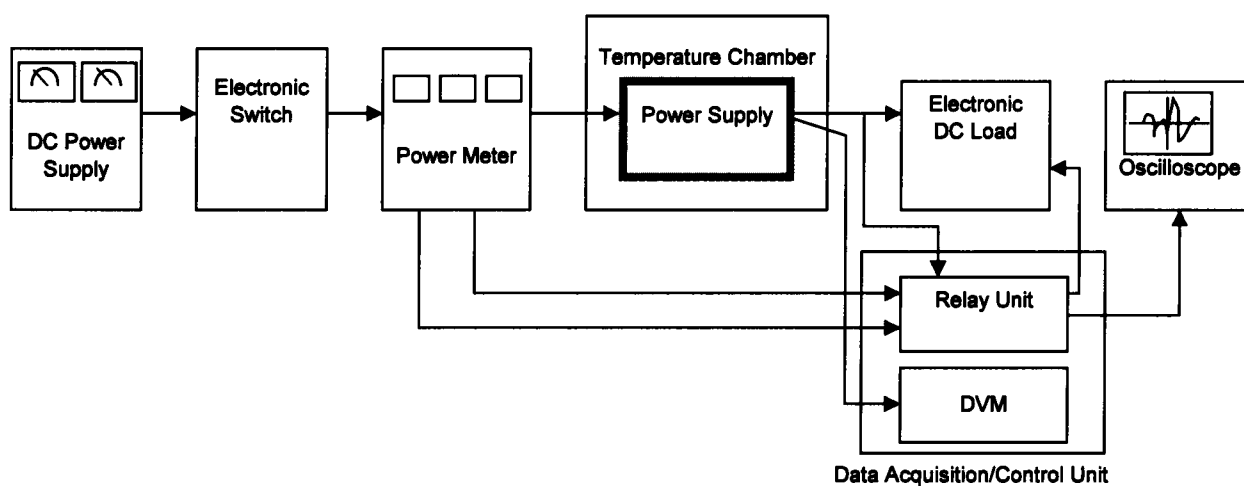 DC Power
Supply
Electronic
Switch
Power Meter
Temperature Chamber
Power Supply
Electronic
DC Load
Oscilloscope
Relay Unit
DVM
Data Acquisition/Control Unit